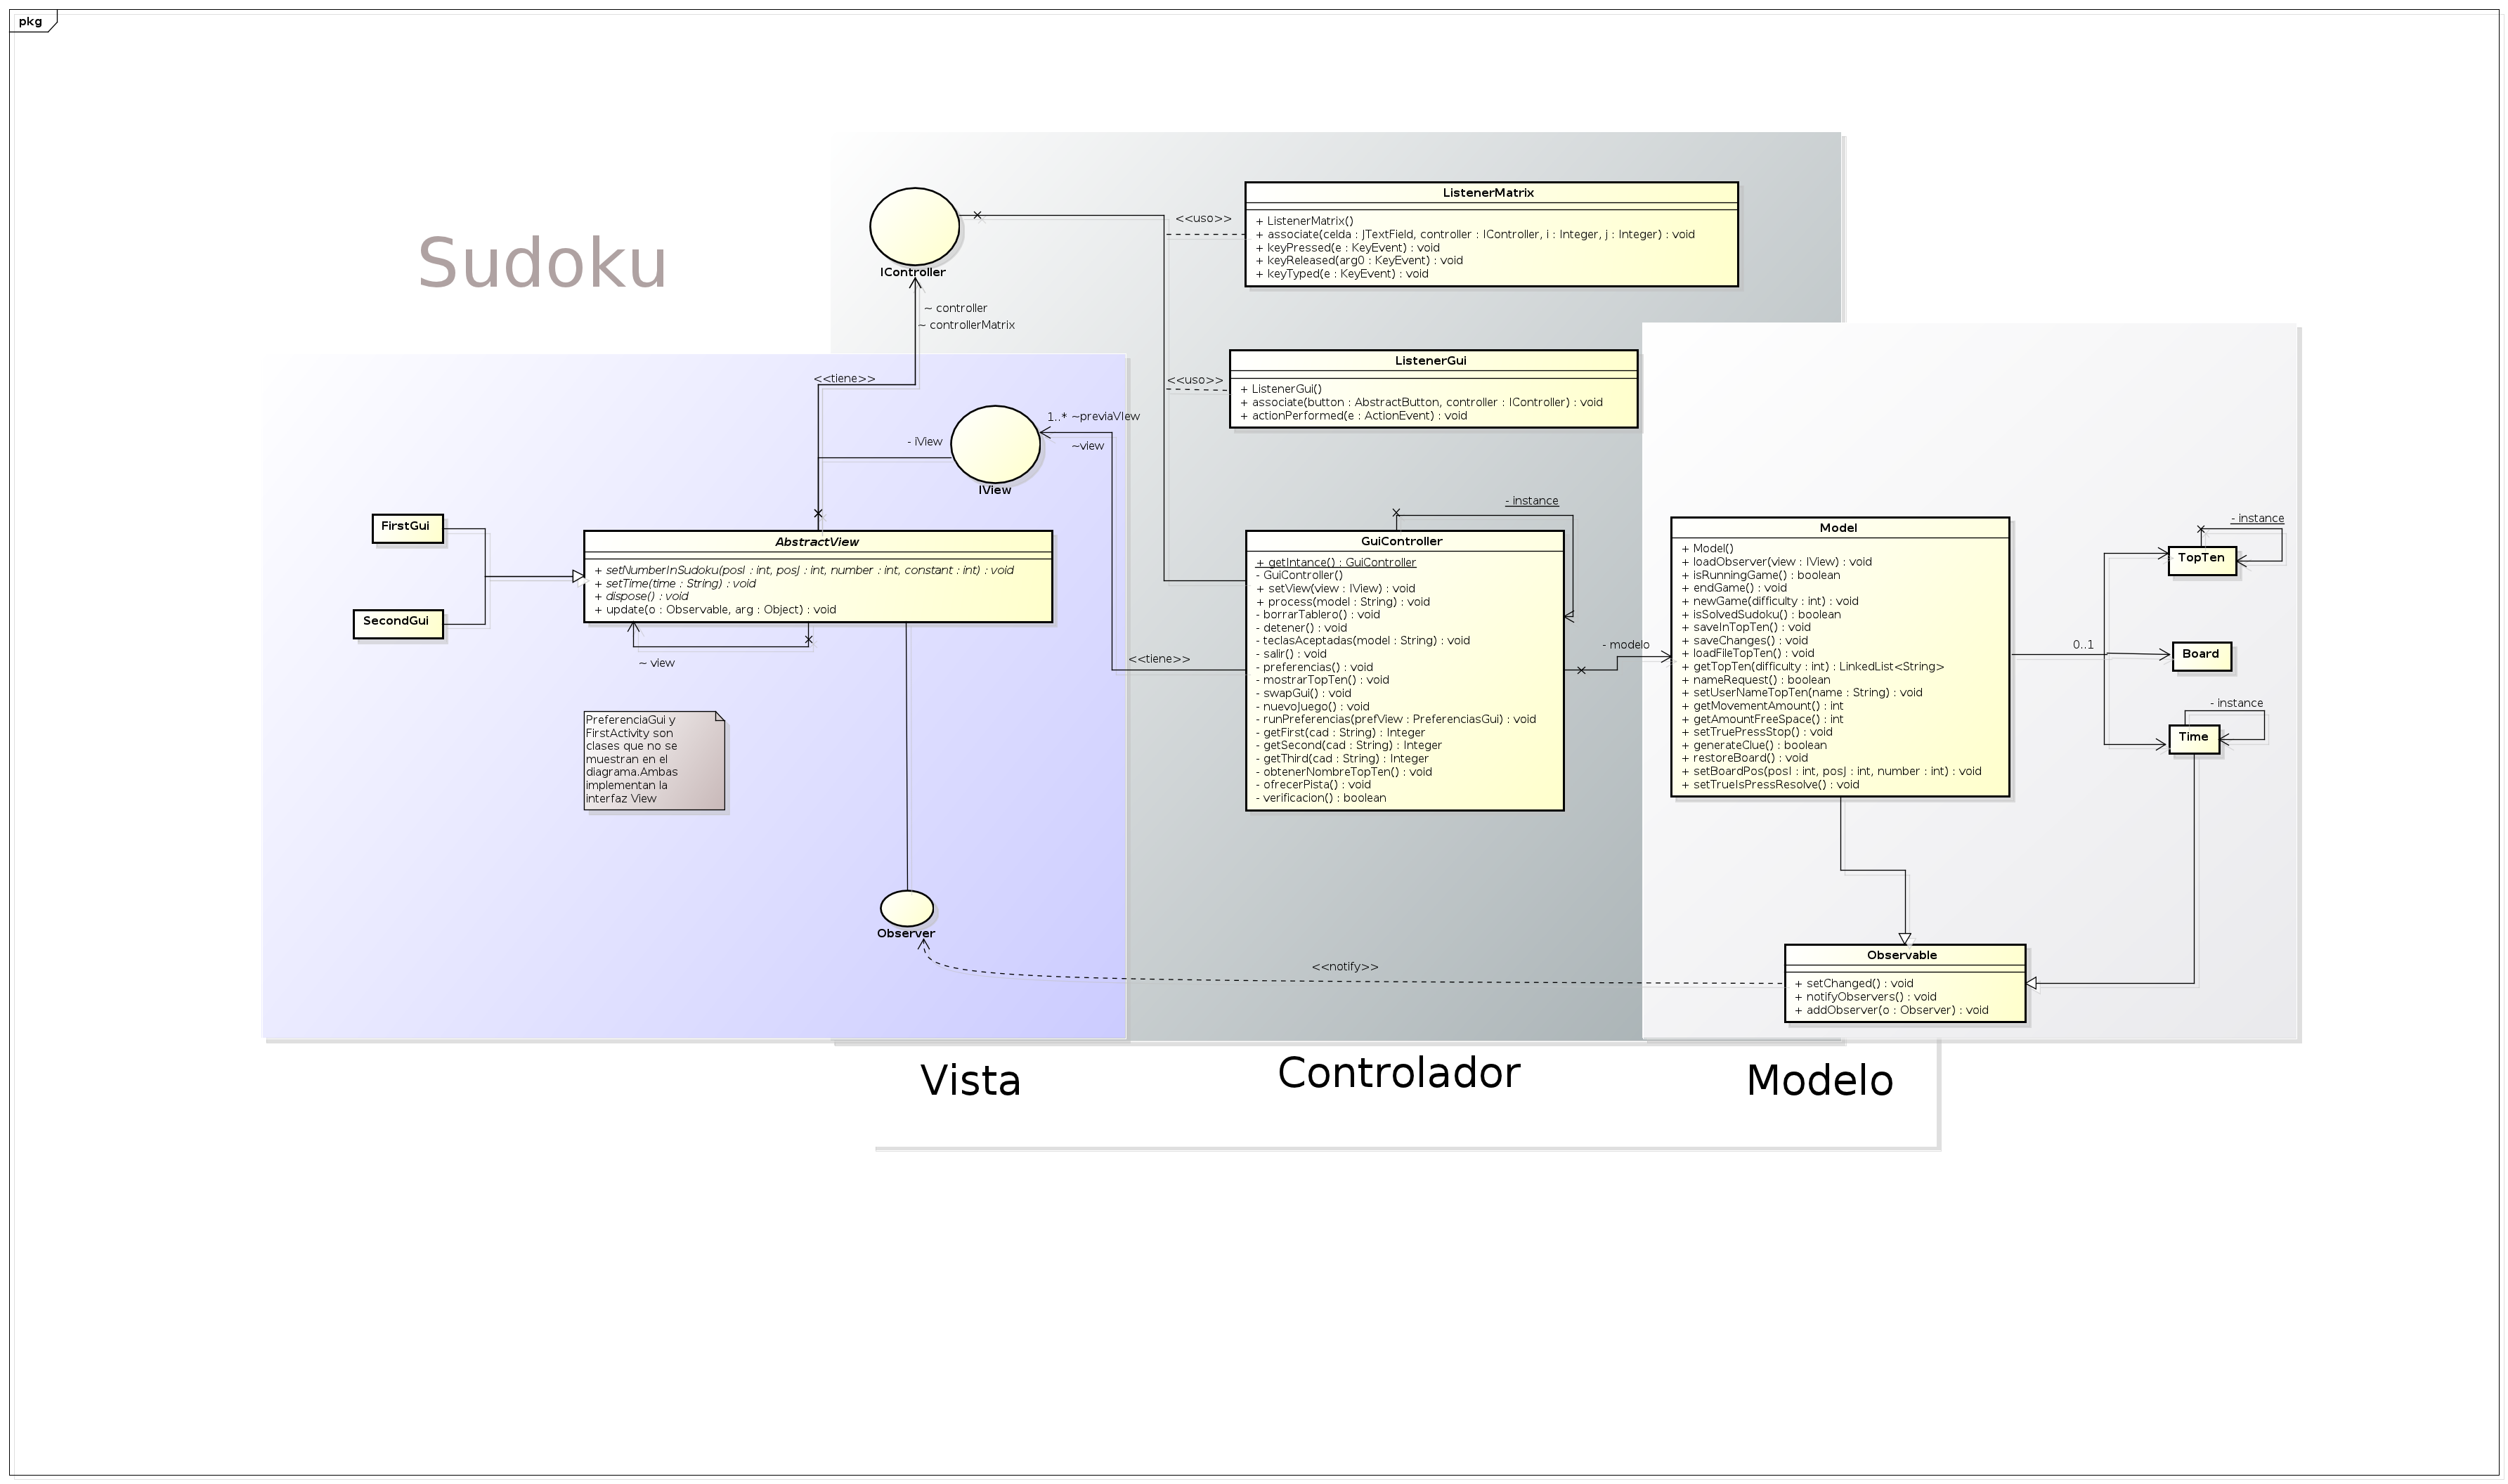 pkg
Sudoku
IController
~ controller
~ controllerMatrix
<<tiene>>
<<uso>>
ListenerMatrix
+ ListenerMatrix()
+ associate(celda : JTextField, controller : IController, i : Integer, j : Integer) : void
+ keyPressed(e : KeyEvent) : void
+ keyReleased(arg0 : KeyEvent) : void
+ keyTyped(e : KeyEvent) : void
<<uso>>
ListenerGui
+ ListenerGui()
+ associate(button : AbstractButton, controller : IController) : void
+ actionPerformed(e : ActionEvent) : void
1..* ~previaVIew
~view
- iView
IView
FirstGui
SecondGui
AbstractView
+ setNumberInSudoku(posI : int, posJ : int, number : int, constant : int) : void
+ setTime(time : String) : void
+ dispose() : void
+ update(o : Observable, arg : Object) : void
~ view
PreferenciaGui y
FirstActivity son
clases que no se
muestran en el
diagrama.Ambas
implementan la
interfaz View
Observer
<<tiene>>
- instance
GuiController
+ getIntance() : GuiController
- GuiController()
+ setView(view : IView) : void
+ process(model : String) : void
- borrarTablero() : void
- detener() : void
- teclasAceptadas(model : String) : void
- salir() : void
- preferencias() : void
- mostrarTopTen() : void
- swapGui() : void
- nuevoJuego() : void
- runPreferencias(prefView : PreferenciasGui) : void
- getFirst(cad : String) : Integer
- getSecond(cad : String) : Integer
- getThird(cad : String) : Integer
- obtenerNombreTopTen() : void
- ofrecerPista() : void
- verificacion() : boolean
- modelo
Model
+ Model()
+ loadObserver(view : IView) : void
+ isRunningGame() : boolean
+ endGame() : void
+ newGame(difficulty : int) : void
+ isSolvedSudoku() : boolean
+ saveInTopTen() : void
+ saveChanges() : void
+ loadFileTopTen() : void
+ getTopTen(difficulty : int) : LinkedList<String>
+ nameRequest() : boolean
+ setUserNameTopTen(name : String) : void
+ getMovementAmount() : int
+ getAmountFreeSpace() : int
+ setTruePressStop() : void
+ generateClue() : boolean
+ restoreBoard() : void
+ setBoardPos(posI : int, posJ : int, number : int) : void
+ setTrueIsPressResolve() : void
0..1
- instance
TopTen
Board
- instance
Time
<<notify>>
Observable
+ setChanged() : void
+ notifyObservers() : void
+ addObserver(o : Observer) : void
Vista
Controlador
Modelo